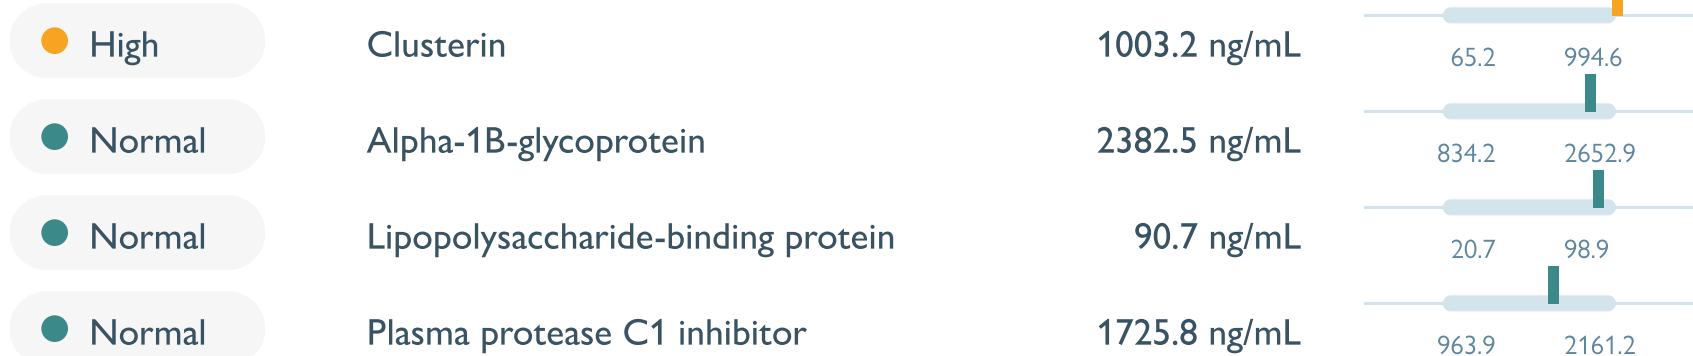 High Clusterin 1003.2 ng/mL
65.2 994.6
Normal Alpha-1B-glycoprotein 2382.5 ng/mL
834.2 2652.9
Normal Lipopolysaccharide-binding protein 90.7 ng/mL
20.7 98.9
Normal Plasma protease C1 inhibitor 1725.8 ng/mL
963.9 2161.2